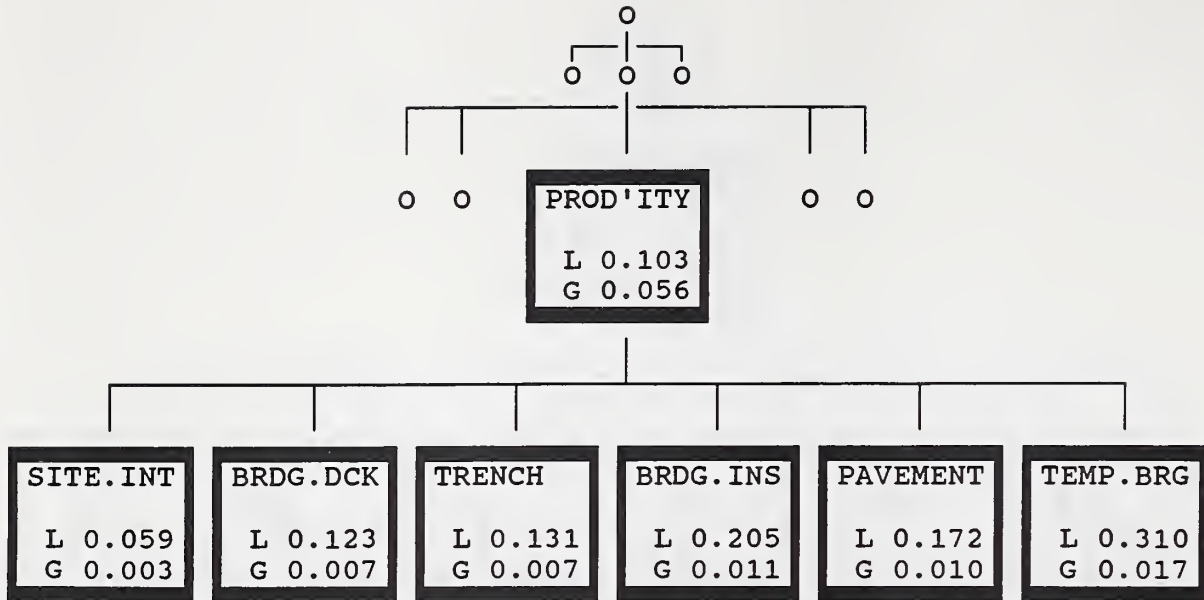 O
O O O
O O PROD'ITY O O
L 0.103
G 0.056
SITE.INT
L 0.059
G 0.003
BRDG.DCK
L 0.123
G 0.007
TRENCH
L 0.131
G 0.007
BRDG.INS
L 0.205
G 0.011
PAVEMENT
L 0.172
G 0.010
TEMP.BRG
L 0.310
G 0.017